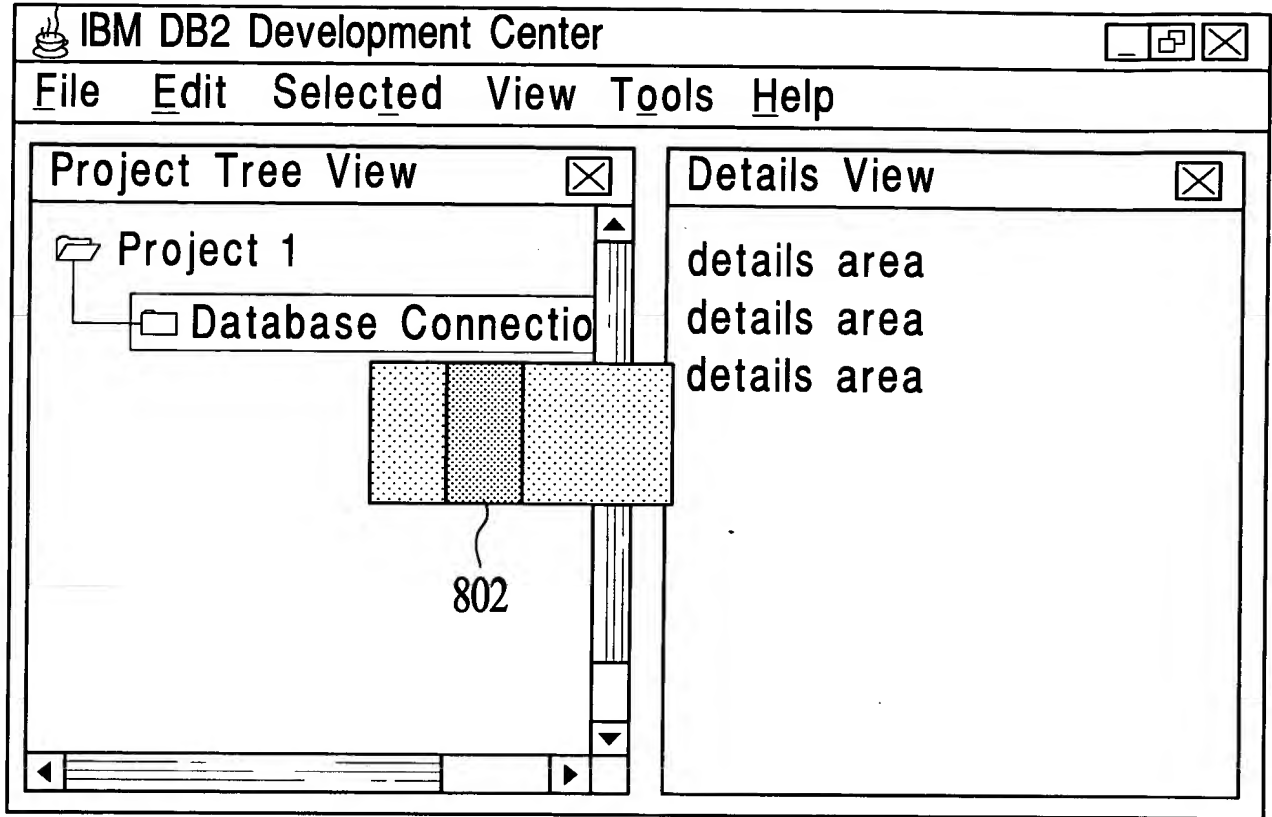 IBM DB2 Development Center
File Edit Selected View Tools Help
Project Tree View
Project 1
Database Connectio
802
Details View
details area
details area
details area